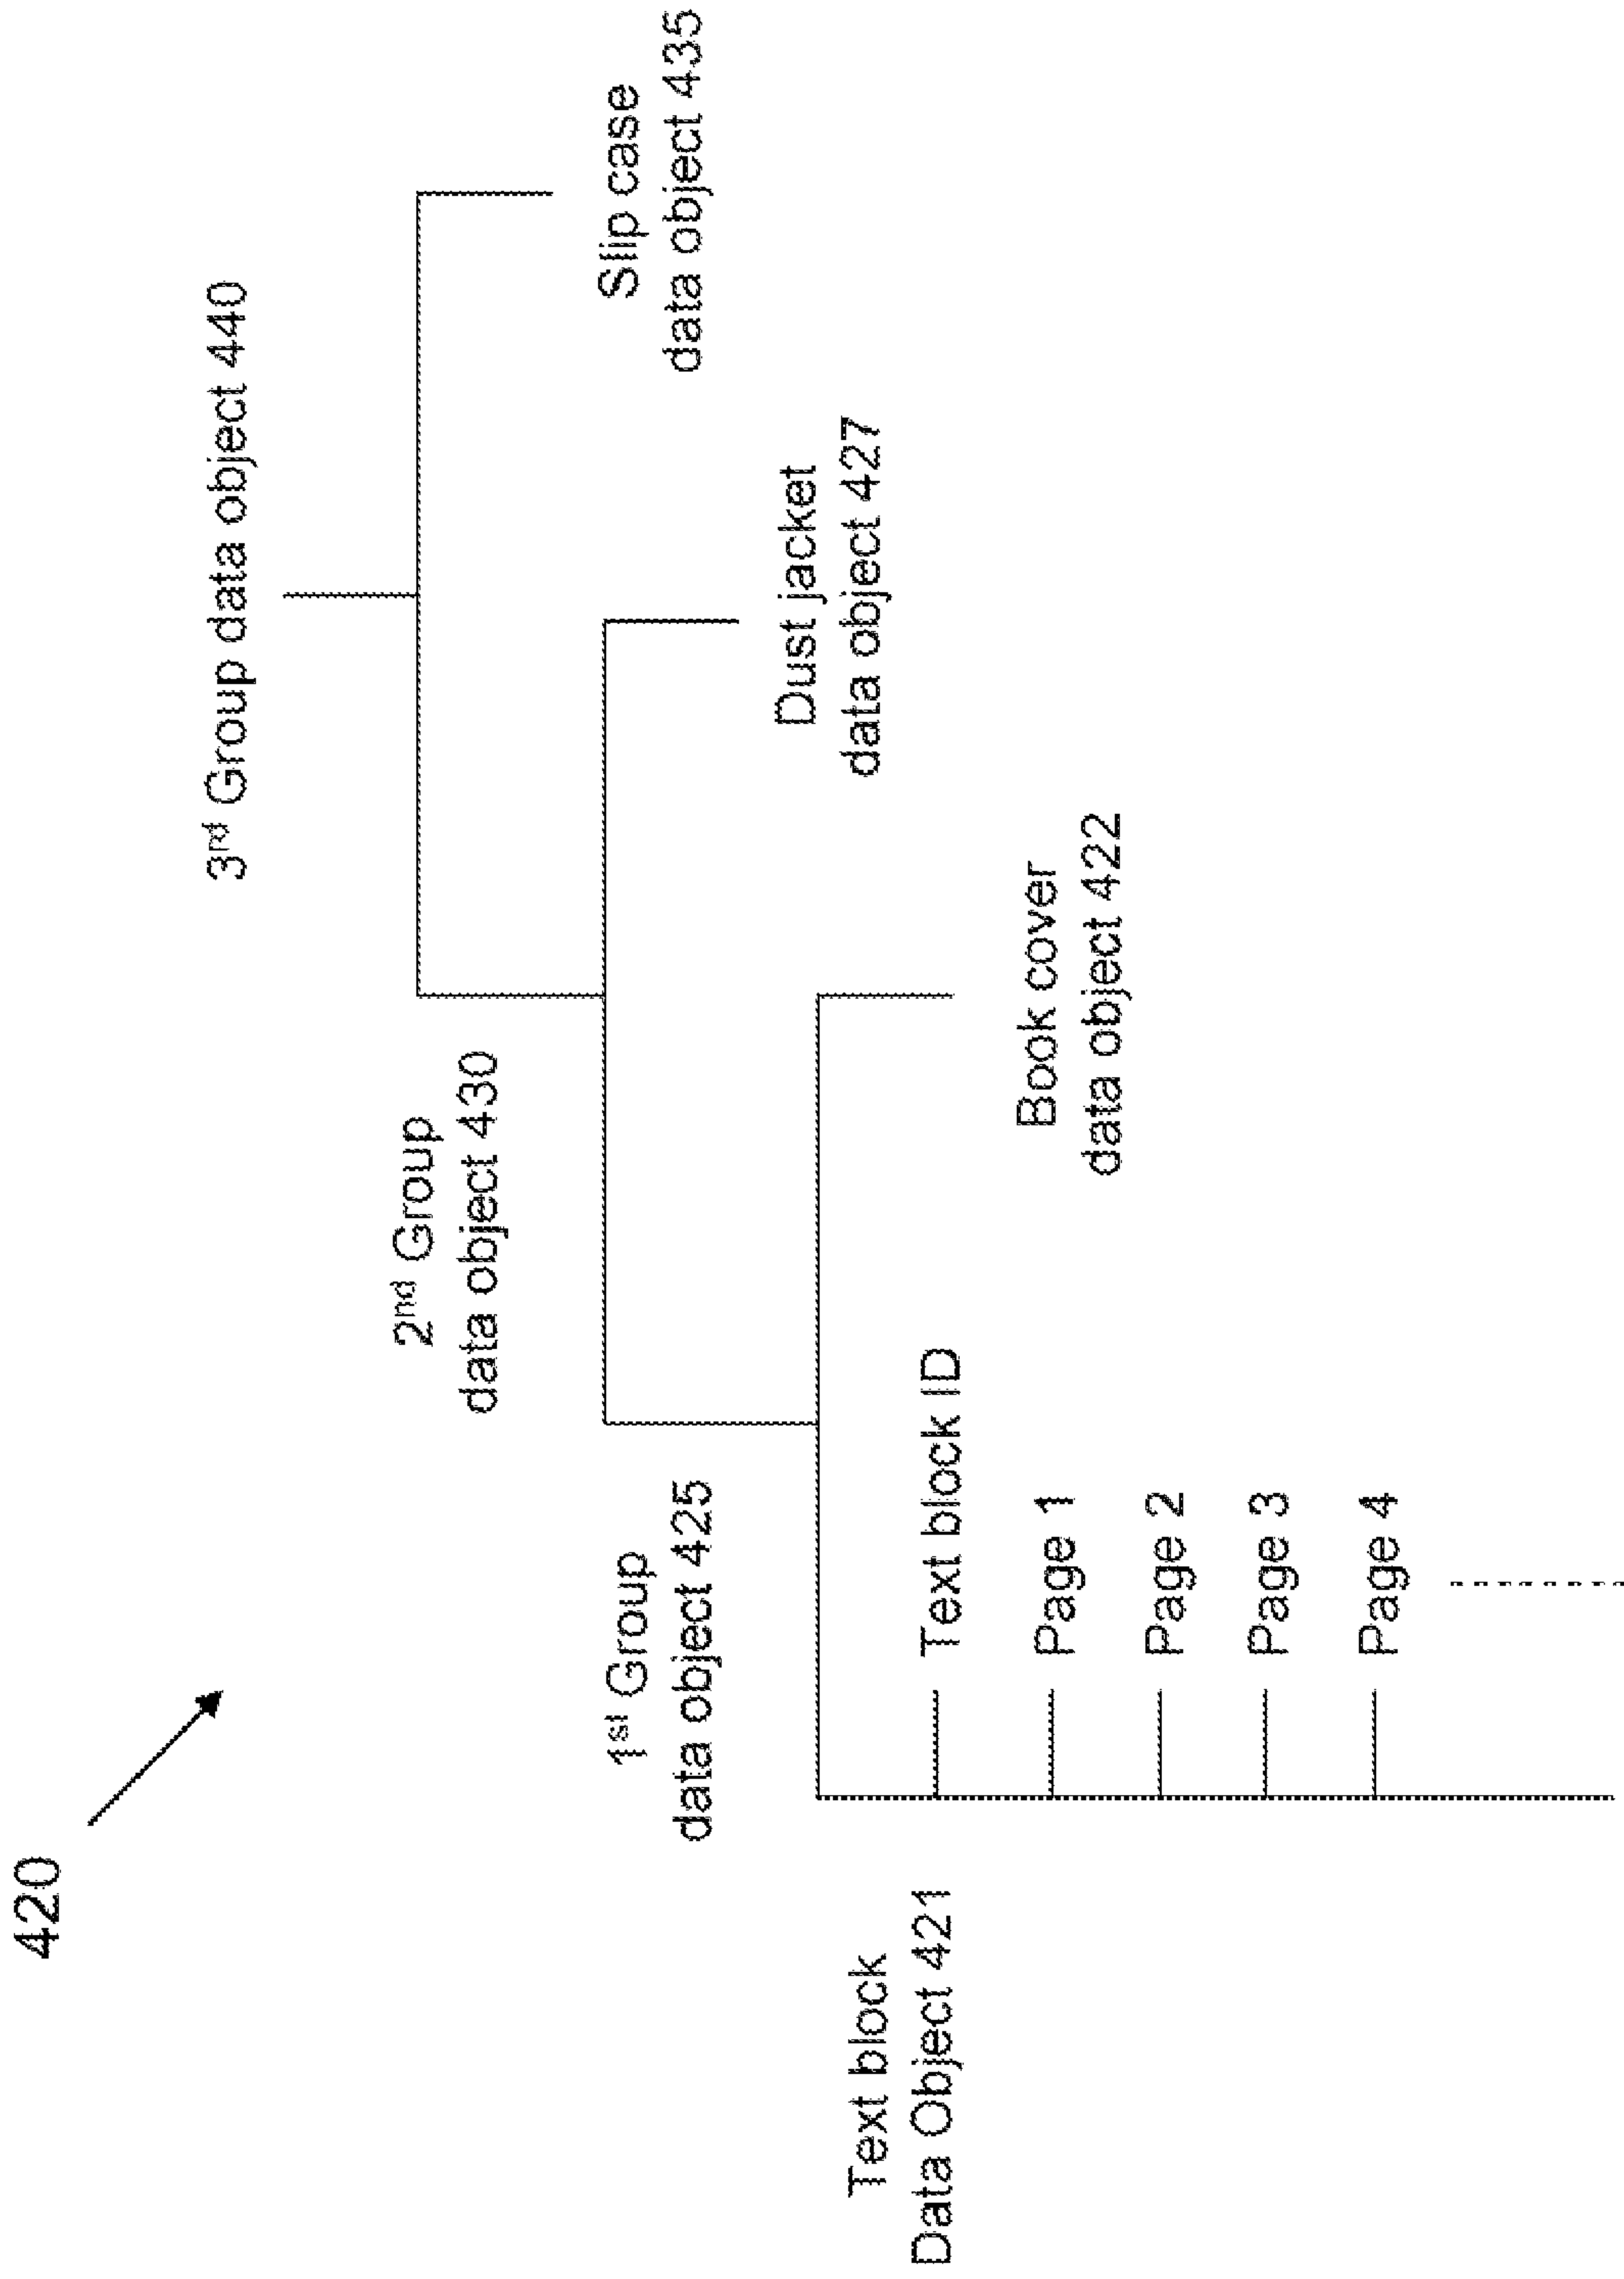 420
3rd Group data object 440
2nd Group
data object 430
Slip case
data object 435
1st Group
data object 425
Dust jacket
data object 427
Text block
Data Object 421
Text block ID
Page 1
Page 2
Page 3
Page 4
Book cover
data object 422